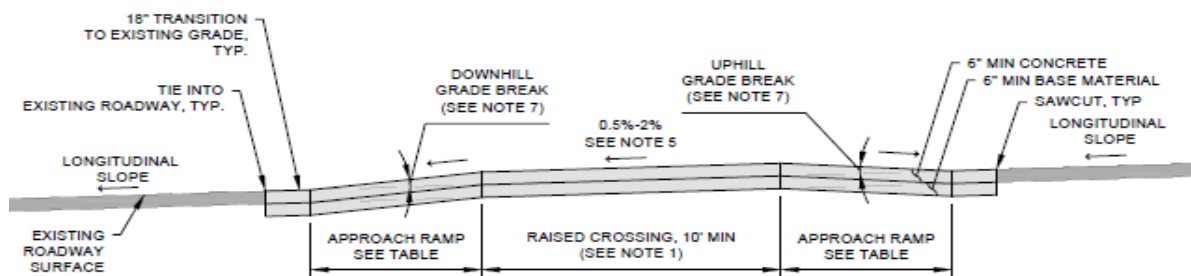 18" TRANSITION
TO EXISTING GRADE,
TYP.
TIE INTO
EXISTING ROADWAY, TYP.
LONGITUDINAL
SLOPE
EXISTING
ROADWAY
SURFACE
DOWNHILL
GRADE BREAK
(SEE NOTE 7)
0.5%-2%
SEE NOTE 5
UPHILL
GRADE BREAK
(SEE NOTE 7)
6" MIN CONCRETE
6" MIN BASE MATERIAL
SAWCUT, TYP
LONGITUDINAL
SLOPE
APPROACH RAMP
SEE TABLE
RAISED CROSSING, 10' MIN
(SEE NOTE 1)
APPROACH RAMP
SEE TABLE